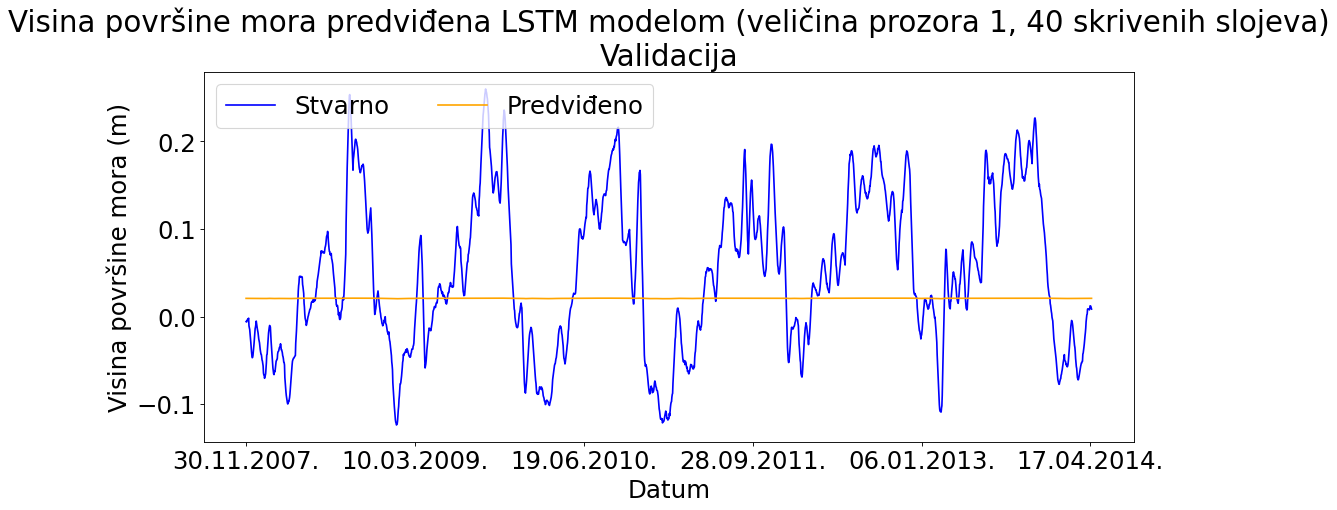 Visina površine mora predviđena LSTM modelom (veličina prozora 1, 40 skrivenih slojeva)
Validacija
Stvarno
Predviđeno
Visina površine mora (m)
0.2
0.1
0.0
−0.1
30.11.2007.
10.03.2009.
19.06.2010.
28.09.2011.
06.01.2013.
17.04.2014.
Datum